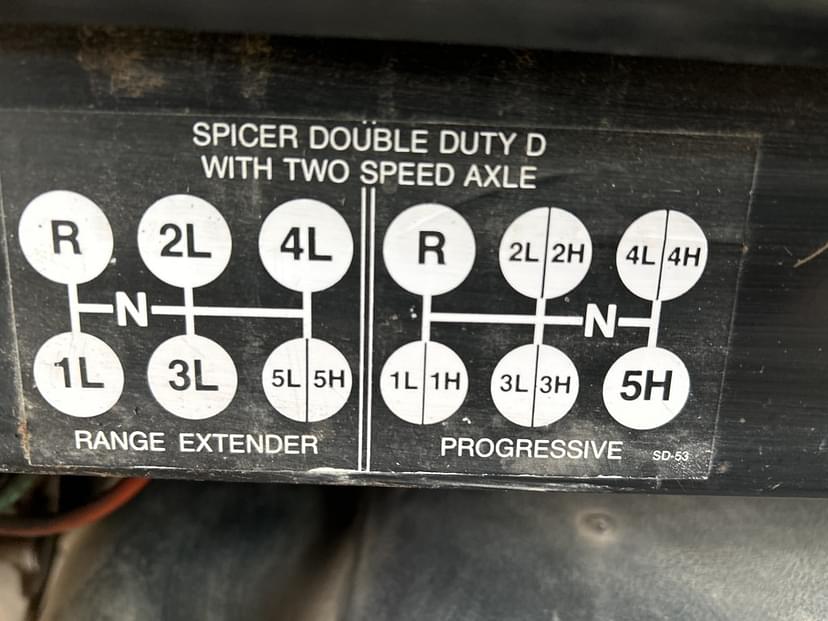 SPICER DOUBLE DUTY D
WITH TWO SPEED AXLE
R 2L 4L
N
1L 3L 5L 5H
RANGE EXTENDER
R 2L 2H 4L 4H
N
1L 1H 3L 3H 5H
PROGRESSIVE SD-53